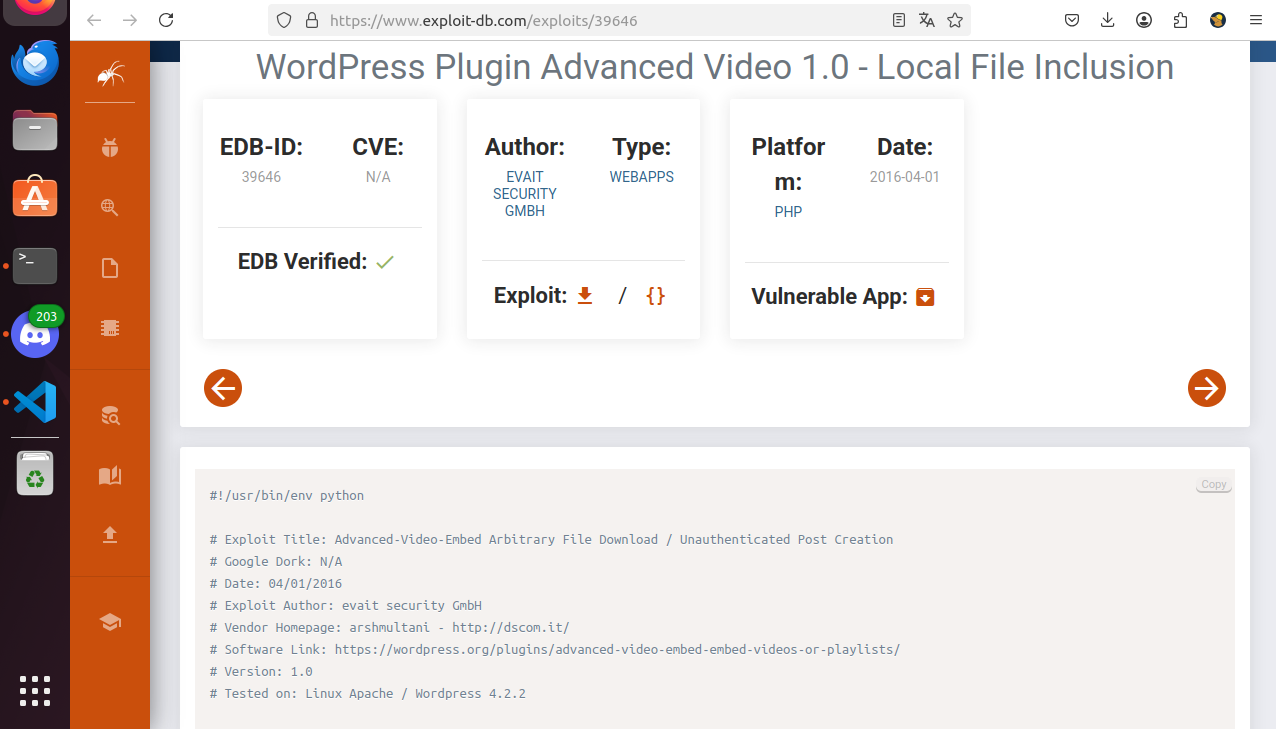 https://www.exploit-db.com/exploits/39646
WordPress Plugin Advanced Video 1.0 - Local File Inclusion
EDB-ID:
39646
CVE:
N/A
EDB Verified:
Author:
EVAIT
SECURITY
GMBH
Type:
WEBAPPS
Exploit: / {}
Platfor
m:
PHP
Date:
2016-04-01
Vulnerable App:
>_
203
Copy
#!/usr/bin/env python
# Exploit Title: Advanced-Video-Embed Arbitrary File Download / Unauthenticated Post Creation
# Google Dork: N/A
# Date: 04/01/2016
# Exploit Author: evait security GmbH
# Vendor Homepage: arshmultani - http://dscom.it/
# Software Link: https://wordpress.org/plugins/advanced-video-embed-embed-videos-or-playlists/
# Version: 1.0
# Tested on: Linux Apache / Wordpress 4.2.2